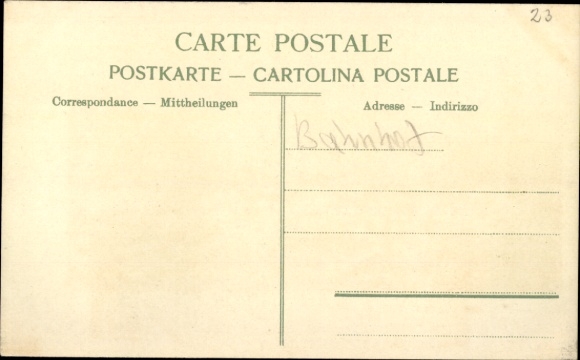 23
CARTE POSTALE
POSTKARTE — CARTOLINA POSTALE
Correspondance — Mittheilungen
Adresse — Indirizzo
Bahnhof